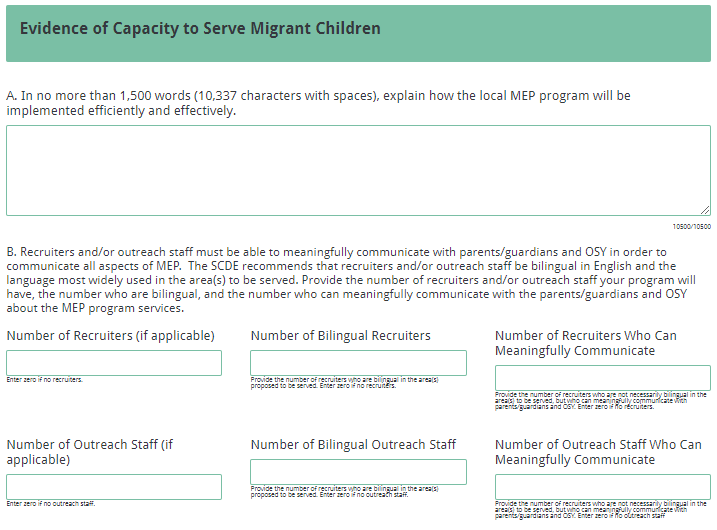 Evidence of Capacity to Serve Migrant Children
A. In no more than 1,500 words (10,337 characters with spaces), explain how the local MEP program will be
implemented efficiently and effectively.
10500/10500
B. Recruiters and/or outreach staff must be able to meaningfully communicate with parents/guardians and OSY in order to
communicate all aspects of MEP.  The SCDE recommends that recruiters and/or outreach staff be bilingual in English and the
language most widely used in the area(s) to be served. Provide the number of recruiters and/or outreach staff your program will
have, the number who are bilingual, and the number who can meaningfully communicate with the parents/guardians and OSY
about the MEP program services.
Number of Recruiters (if applicable)
Enter zero if no recruiters.
Number of Bilingual Recruiters
Provide the number of recruiters who are bilingual in the area(s)
proposed to be served. Enter zero if no recruiters.
Number of Recruiters Who Can
Meaningfully Communicate
Provide the number of recruiters who are not necessarily bilingual in the
area(s) to be served, but who can meaningfully communicate with
parents/guardians and OSY. Enter zero if no recruiters.
Number of Outreach Staff (if
applicable)
Enter zero if no outreach staff.
Number of Bilingual Outreach Staff
Provide the number of recruiters who are bilingual in the area(s)
proposed to be served. Enter zero if no outreach staff.
Number of Outreach Staff Who Can
Meaningfully Communicate
Provide the number of recruiters who are not necessarily bilingual in the
area(s) to be served, but who can meaningfully communicate with
parents/guardians and OSY. Enter zero if no outreach staff